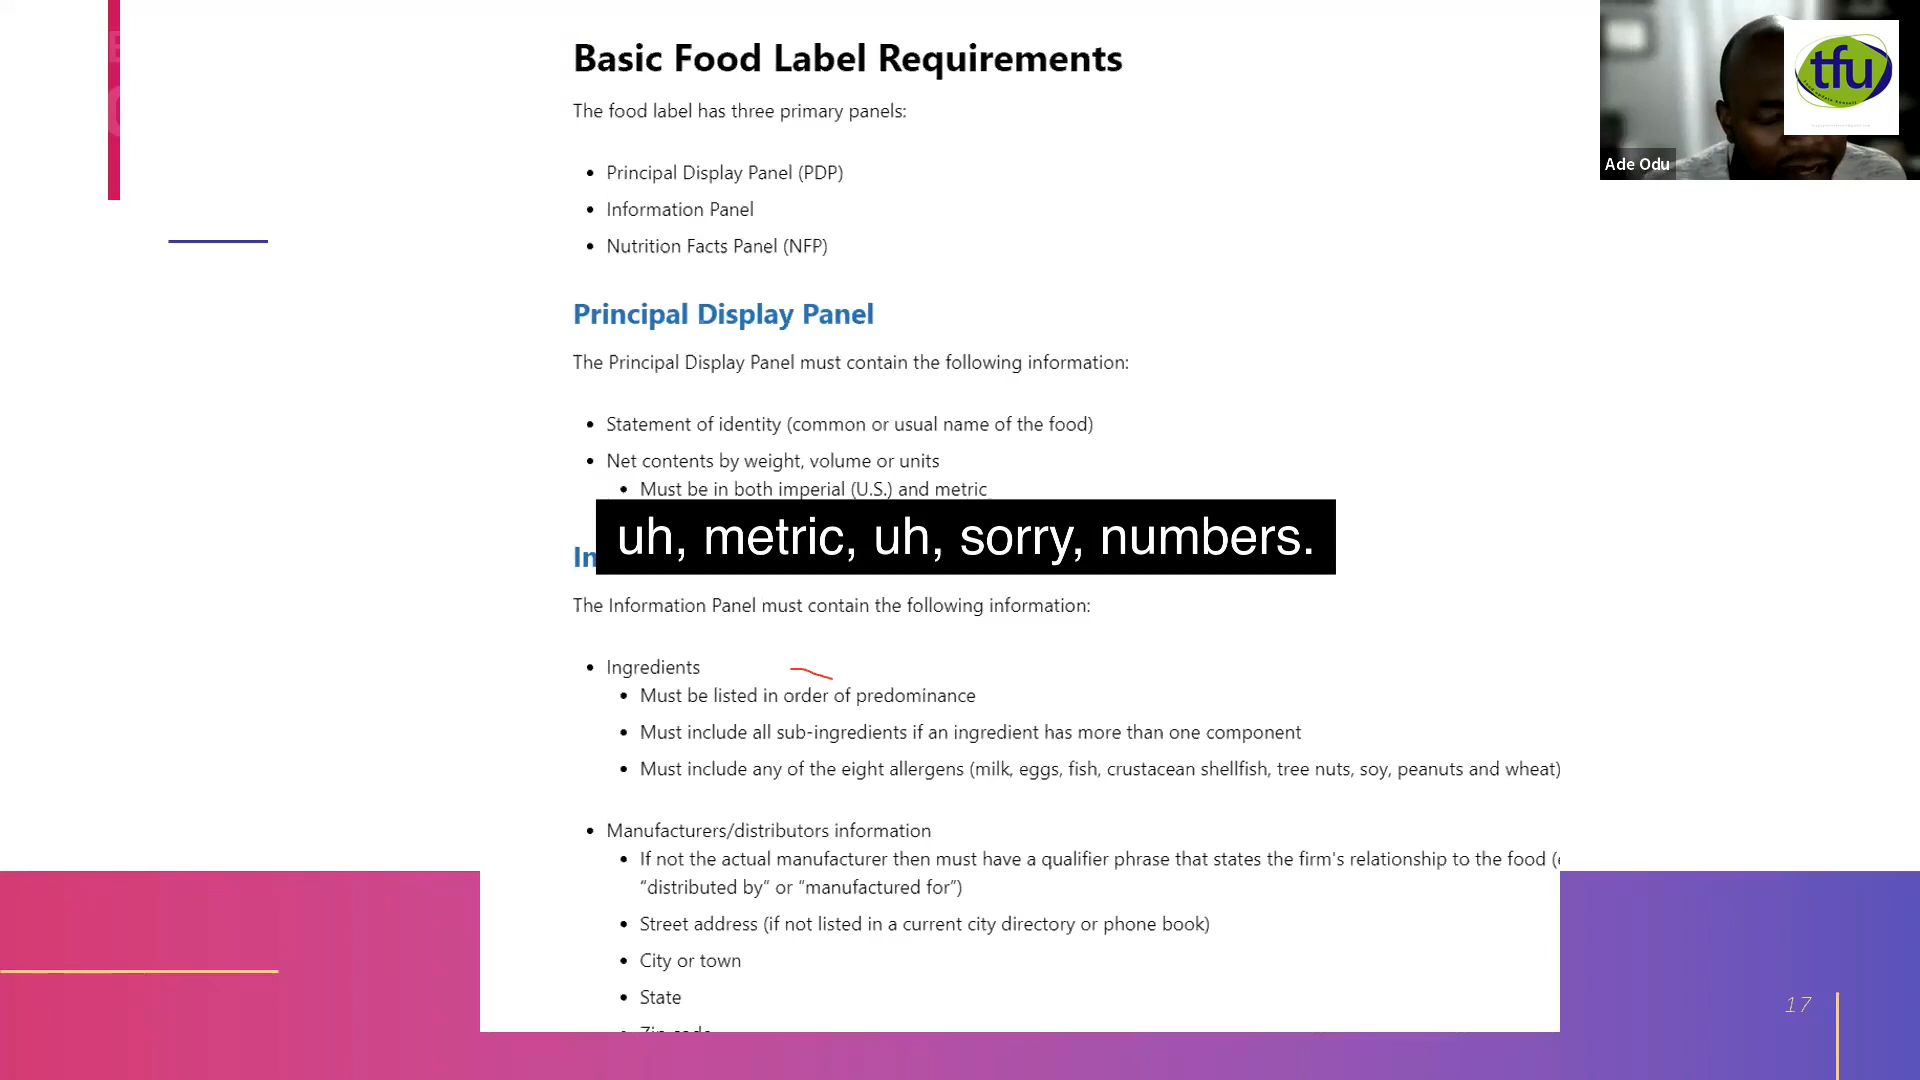 Basic Food Label Requirements
The food label has three primary panels:
• Principal Display Panel (PDP)
• Information Panel
• Nutrition Facts Panel (NFP)
Principal Display Panel
The Principal Display Panel must contain the following information:
• Statement of identity (common or usual name of the food)
• Net contents by weight, volume or units
• Must be in both imperial (U.S.) and metric
uh, metric, uh, sorry, numbers.
In
The Information Panel must contain the following information:
• Ingredients
• Must be listed in order of predominance
• Must include all sub-ingredients if an ingredient has more than one component
• Must include any of the eight allergens (milk, eggs, fish, crustacean shellfish, tree nuts, soy, peanuts and wheat)
• Manufacturers/distributors information
• If not the actual manufacturer then must have a qualifier phrase that states the firm's relationship to the food (
“distributed by” or “manufactured for”)
• Street address (if not listed in a current city directory or phone book)
• City or town
• State
• Zip code
17
tfu
Ade Odu